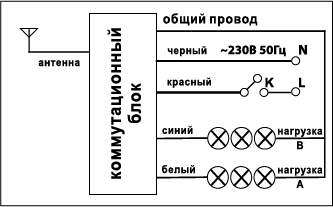 общий провод
черный ~230В 50Гц N
антенна
красный K L
коммутационный
блок
синий нагрузка
В
белый нагрузка
А